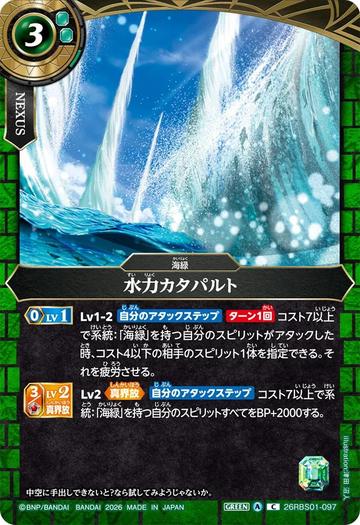 3
NEXUS
海緑
水力カタパルト
0 LV1 Lv1-2 自分のアタックステップ ターン1回 コスト7以上
で系統:「海緑」を持つ自分のスピリットがアタックした
時、コスト4以下の相手のスピリット1体を指定できる。そ
れを疲労させる。
3 真界放 LV2 Lv2 真界放 自分のアタックステップ コスト7以上で系
統:「海緑」を持つ自分のスピリットすべてをBP+2000する。
中空に手出しできないと?なら試してみようじゃないか。
©BNP/BANDAI ©BANDAI 2026 MADE IN JAPAN GREEN A C 26RBS01-097